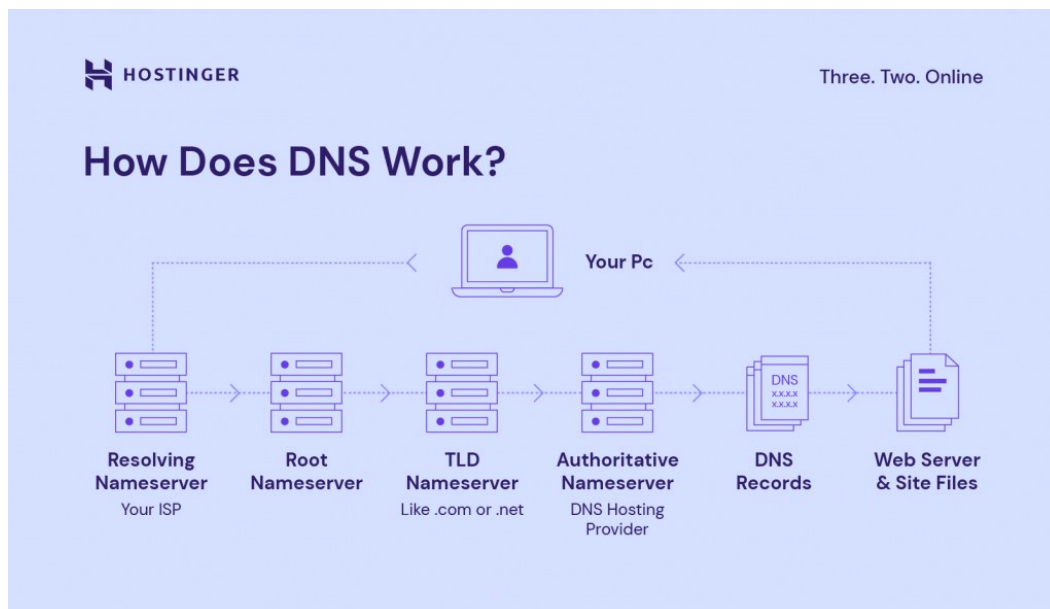 HOSTINGER
Three. Two. Online
How Does DNS Work?
Your Pc
DNS
x.x.x.x
x.x.x.x
Resolving
Nameserver
Your ISP
Root
Nameserver
TLD
Nameserver
Like .com or .net
Authoritative
Nameserver
DNS Hosting
Provider
DNS
Records
Web Server
& Site Files